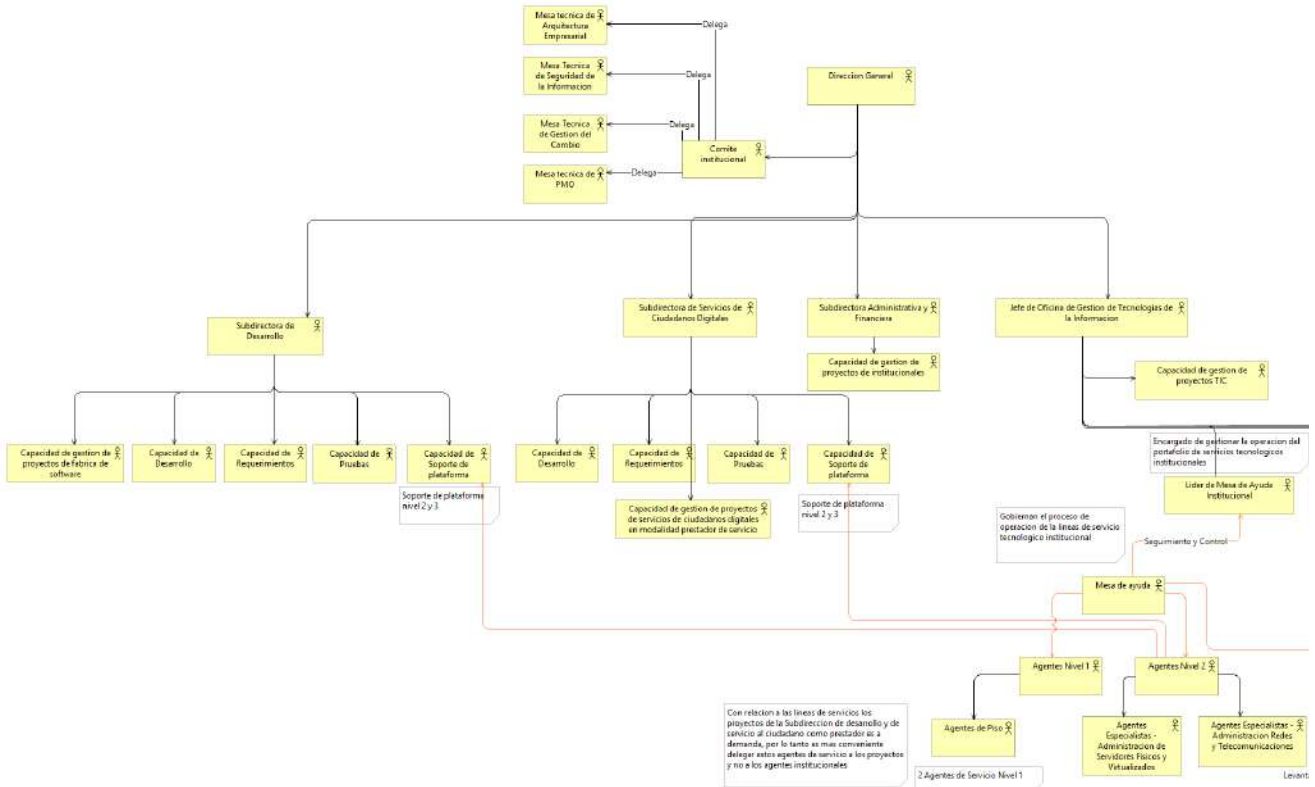 Mesa tecnica de
Arquitectura
Empresarial
Delega
Mesa Tecnica
de Seguridad de
la Informacion
Delega
Direccion General
Mesa Tecnica
de Gestion del
Cambio
Delega
Comite
institucional
Mesa tecnica de
PMO
Delega
Subdirectora de
Desarrollo
Subdirectora de Servicios de
Ciudadanos Digitales
Subdirectora Administrativa y
Financiera
Jefe de Oficina de Gestion de Tecnologias de
la Informacion
Capacidad de gestion de
proyectos de institucionales
Capacidad de gestion de
proyectos TIC
Capacidad de gestion de
proyectos de fabrica de
software
Capacidad de
Desarrollo
Capacidad de
Requerimientos
Capacidad de
Pruebas
Capacidad de
Soporte de
plataforma
Soporte de plataforma
nivel 2 y 3
Capacidad de
Desarrollo
Capacidad de
Requerimientos
Capacidad de
Pruebas
Capacidad de
Soporte de
plataforma
Soporte de plataforma
nivel 2 y 3
Capacidad de gestion de proyectos
de servicios de ciudadanos digitales
en modalidad prestador de servicio
Encargado de gestionar la operacion del
portafolio de servicios tecnologicos
institucionales
Lider de Mesa de Ayuda
Institucional
Gobiernan el proceso de
operacion de la lineas de servicio
tecnologico institucional
Seguimiento y Control
Mesa de ayuda
Agentes Nivel 1
Agentes Nivel 2
Con relacion a las lineas de servicios los
proyectos de la Subdireccion de desarollo y de
servicio al ciudadano como prestador es a
demanda, por lo tanto es mas conveniente
delegar estos agentes de servicio a los proyectos
y no a los agentes institucionales
Agentes de Piso
2 Agentes de Servicio Nivel 1
Agentes
Especialistas -
Administracion de
Servidores Fisicos y
Virtualizados
Agentes Especialistas -
Administracion Redes
y Telecomunicaciones
Levanta